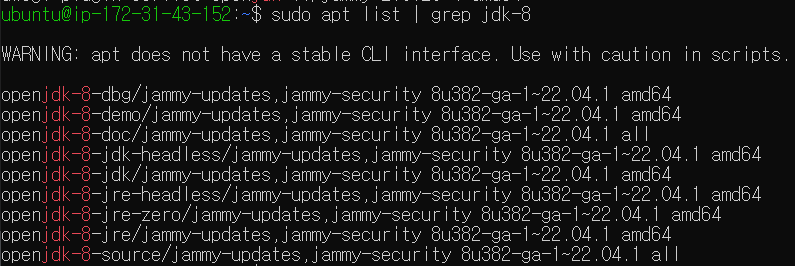 ubuntu@ip-172-31-43-152:~$ sudo apt list | grep jdk-8
WARNING: apt does not have a stable CLI interface. Use with caution in scripts.
openjdk-8-dbg/jammy-updates,jammy-security 8u382-ga-1~22.04.1 amd64
openjdk-8-demo/jammy-updates,jammy-security 8u382-ga-1~22.04.1 amd64
openjdk-8-doc/jammy-updates,jammy-security 8u382-ga-1~22.04.1 all
openjdk-8-jdk-headless/jammy-updates,jammy-security 8u382-ga-1~22.04.1 amd64
openjdk-8-jdk/jammy-updates,jammy-security 8u382-ga-1~22.04.1 amd64
openjdk-8-jre-headless/jammy-updates,jammy-security 8u382-ga-1~22.04.1 amd64
openjdk-8-jre-zero/jammy-updates,jammy-security 8u382-ga-1~22.04.1 amd64
openjdk-8-jre/jammy-updates,jammy-security 8u382-ga-1~22.04.1 amd64
openjdk-8-source/jammy-updates,jammy-security 8u382-ga-1~22.04.1 all